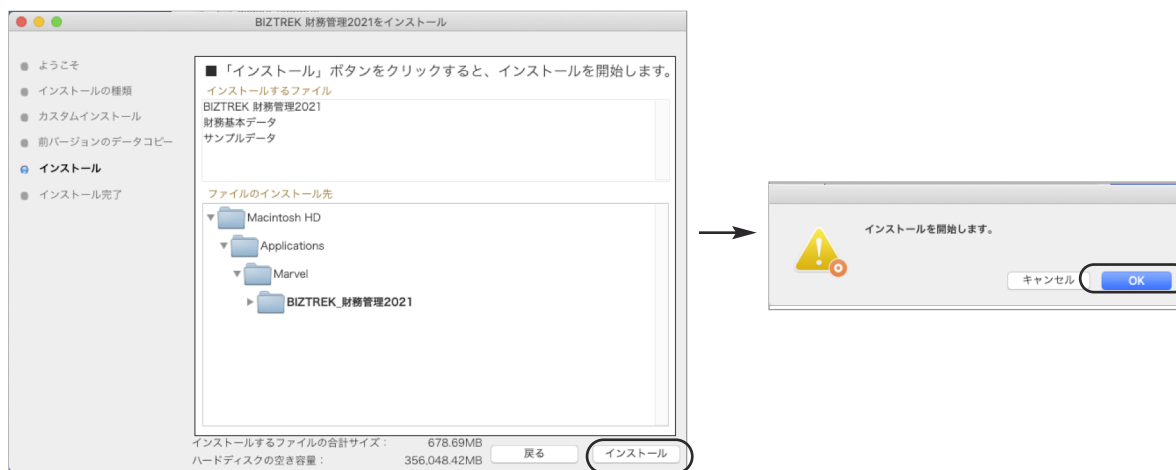 BIZTREK 財務管理2021をインストール
ようこそ
インストールの種類
カスタムインストール
前バージョンのデータコピー
インストール
インストール完了
■「インストール」ボタンをクリックすると、インストールを開始します。
インストールするファイル
BIZTREK 財務管理2021
財務基本データ
サンプルデータ
ファイルのインストール先
Macintosh HD
Applications
Marvel
BIZTREK_財務管理2021
インストールするファイルの合計サイズ： 678.69MB
ハードディスクの空き容量： 356,048.42MB
戻る
インストール
インストールを開始します。
キャンセル
OK